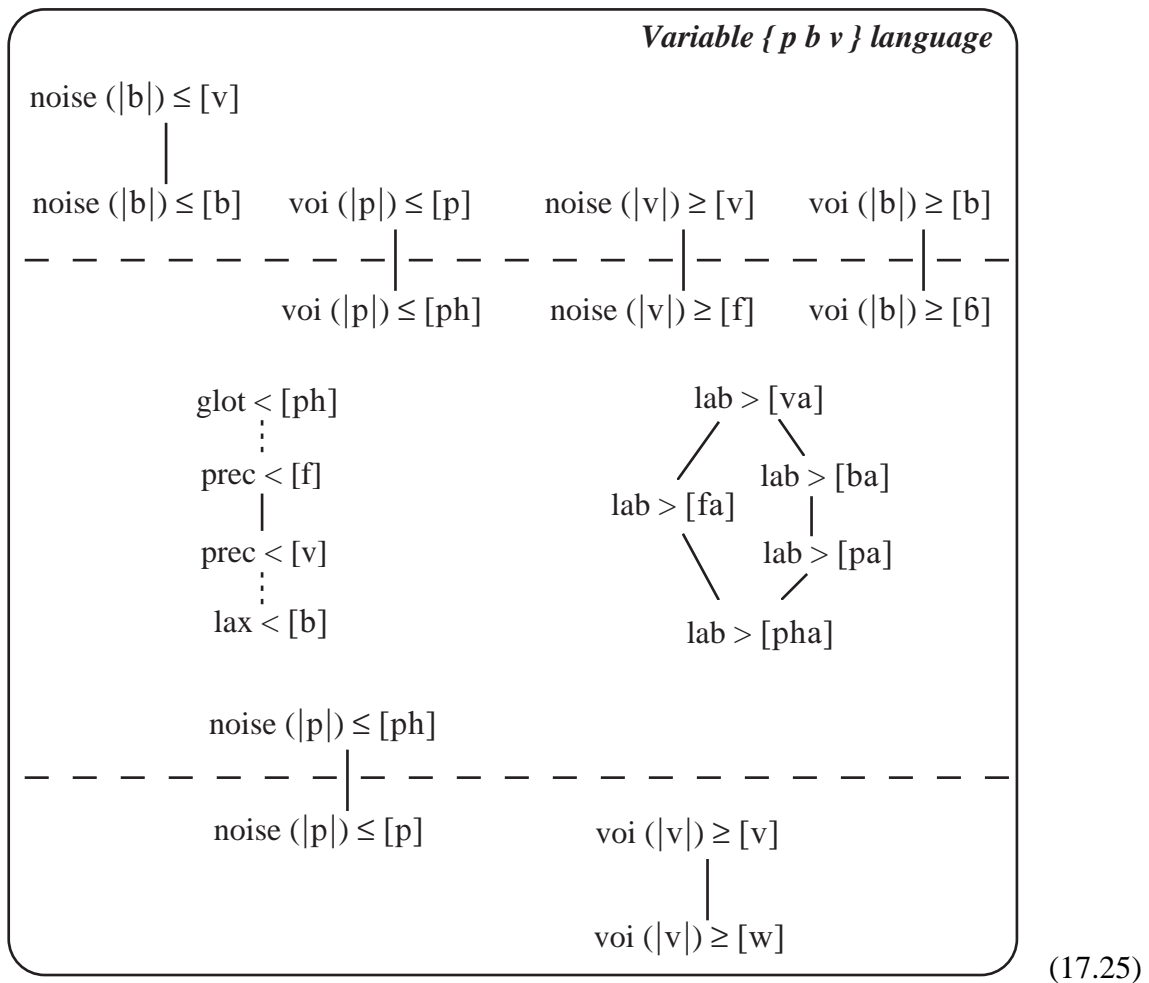 Variable { p b v } language
noise (|b|) ≤ [v]
noise (|b|) ≤ [b] voi (|p|) ≤ [p] noise (|v|) ≥ [v] voi (|b|) ≥ [b]
voi (|p|) ≤ [ph] noise (|v|) ≥ [f] voi (|b|) ≥ [ɓ]
glot < [ph] lab > [va]
prec < [f] lab > [ba]
lab > [fa]
prec < [v] lab > [pa]
lax < [b] lab > [pha]
noise (|p|) ≤ [ph]
noise (|p|) ≤ [p] voi (|v|) ≥ [v]
voi (|v|) ≥ [w]
(17.25)